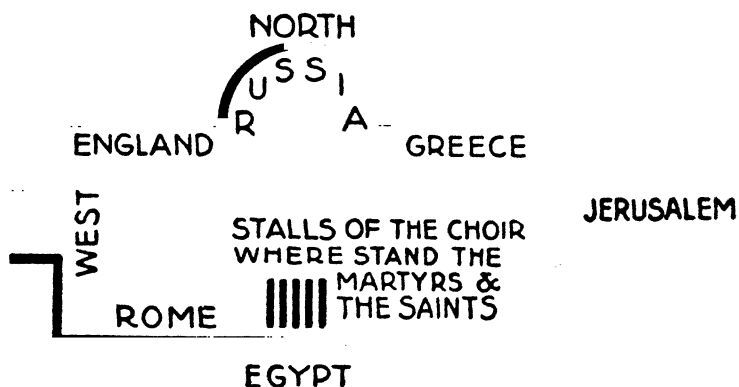 NORTH
RUSSIA
ENGLAND
GREECE
WEST
JERUSALEM
STALLS OF THE CHOIR
WHERE STAND THE
MARTYRS &
THE SAINTS
ROME
EGYPT